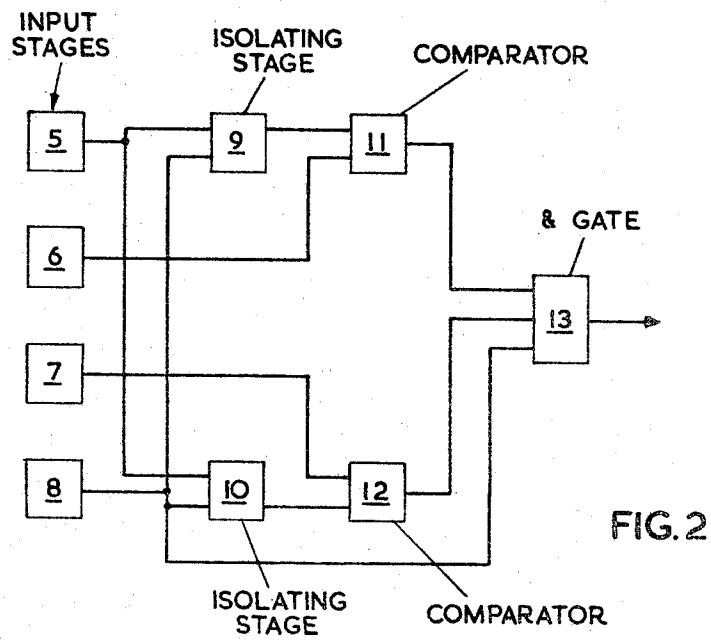 INPUT
STAGES
ISOLATING
STAGE
COMPARATOR
5
9
11
6
& GATE
13
7
8
10
12
FIG.2
ISOLATING
STAGE
COMPARATOR